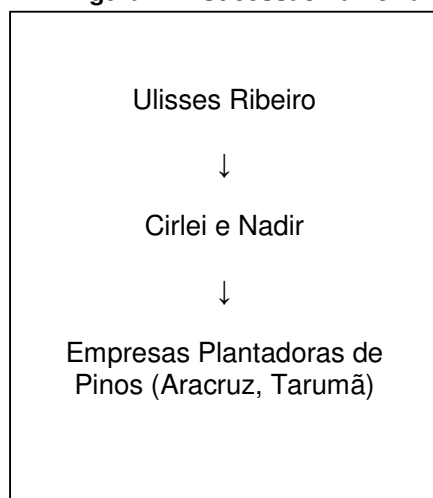 Ulisses Ribeiro
↓
Cirlei e Nadir
↓
Empresas Plantadoras de
Pinos (Aracruz, Tarumã)